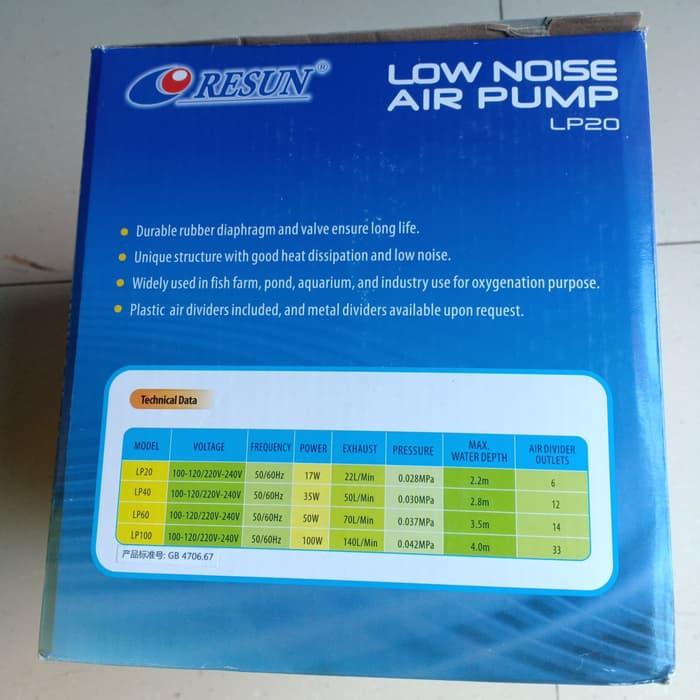 RESUN®
LOW NOISE
AIR PUMP
LP20
• Durable rubber diaphragm and valve ensure long life.
• Unique structure with good heat dissipation and low noise.
• Widely used in fish farm, pond, aquarium, and industry use for oxygenation purpose.
• Plastic air dividers included, and metal dividers available upon request.
Technical Data
MODEL VOLTAGE FREQUENCY POWER EXHAUST PRESSURE MAX. WATER DEPTH AIR DIVIDER OUTLETS
LP20 100-120/220V-240V 50/60Hz 17W 22L/Min 0.028MPa 2.2m 6
LP40 100-120/220V-240V 50/60Hz 35W 50L/Min 0.030MPa 2.8m 12
LP60 100-120/220V-240V 50/60Hz 50W 70L/Min 0.037MPa 3.5m 14
LP100 100-120/220V-240V 50/60Hz 100W 140L/Min 0.042MPa 4.0m 33
产品标准号: GB 4706.67